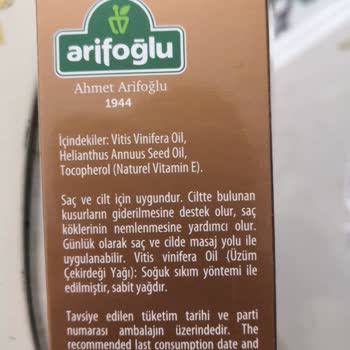 arifoğlu
Ahmet Arifoğlu
1944
İçindekiler: Vitis Vinifera Oil,
Helianthus Annuus Seed Oil,
Tocopherol (Naturel Vitamin E).
Saç ve cilt için uygundur. Ciltte bulunan
kusurların giderilmesine destek olur, saç
köklerinin nemlenmesine yardımcı olur.
Günlük olarak saç ve cilde masaj yolu ile
uygulanabilir. Vitis vinifera Oil (Üzüm
Çekirdeği Yağı): Soğuk sıkım yöntemi ile
edilmiştir, sabit yağdır.
Tavsiye edilen tüketim tarihi ve parti
numarası ambalajın üzerindedir. The
recommended last consumption date and